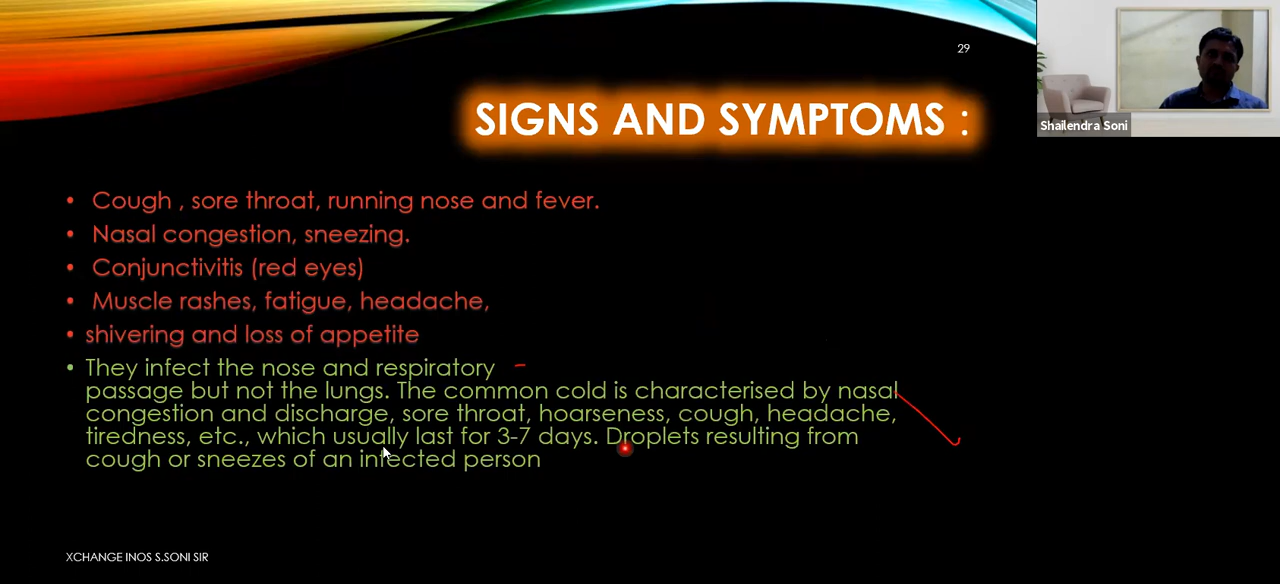 29
Shailendra Soni
SIGNS AND SYMPTOMS :
• Cough , sore throat, running nose and fever.
• Nasal congestion, sneezing.
• Conjunctivitis (red eyes)
• Muscle rashes, fatigue, headache,
• shivering and loss of appetite
• They infect the nose and respiratory
passage but not the lungs. The common cold is characterised by nasal
congestion and discharge, sore throat, hoarseness, cough, headache,
tiredness, etc., which usually last for 3-7 days. Droplets resulting from
cough or sneezes of an infected person
XCHANGE INOS S.SONI SIR